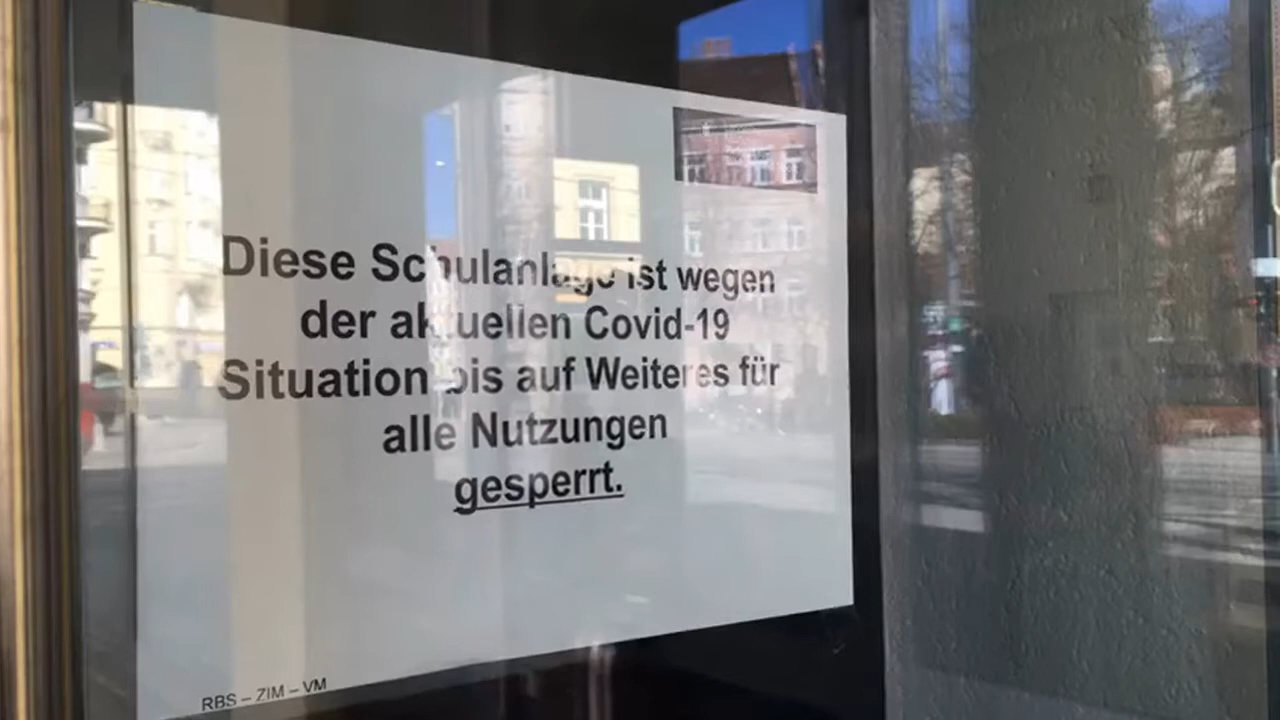 Diese Schulanlage ist wegen
der aktuellen Covid-19
Situation bis auf Weiteres für
alle Nutzungen
gesperrt.
RBS – ZIM – VM